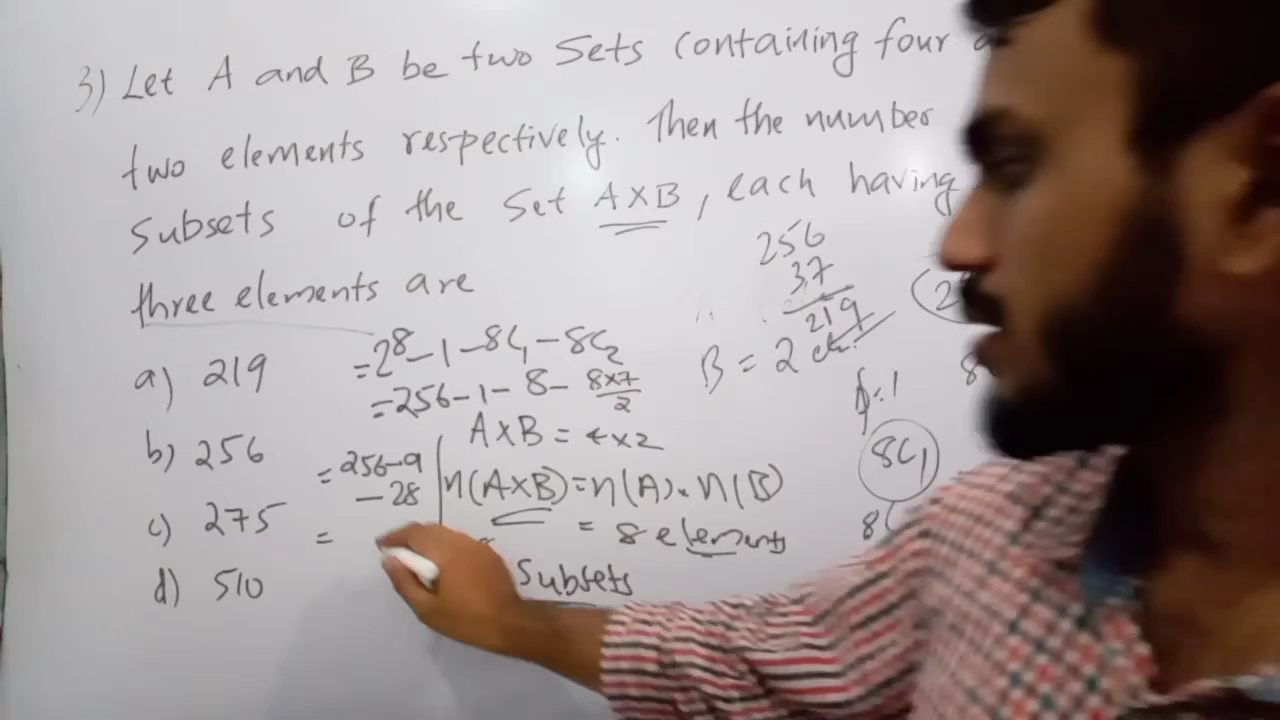 3) Let A and B be two Sets containing four
two elements respectively. Then the number
Subsets of the Set A×B, each having
three elements are
256
37
219
a) 219
= 2⁸ - 1 - 8C₁ - 8C₂
= 256 - 1 - 8 - 8×7/2
B = 2
b) 256
A×B = 4×2
8C₁
= 256-9
- 28
n(A×B) = n(A) . n(B)
c) 275
=
= 8 elements
d) 510
Subsets